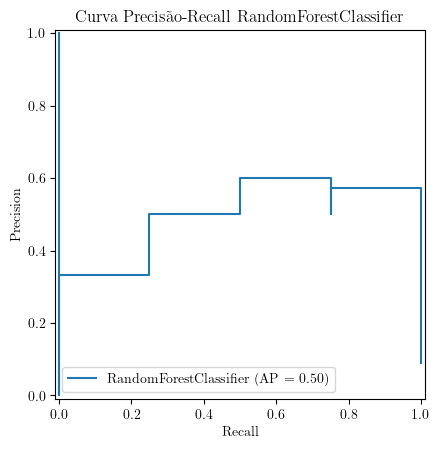 Curva Precisão-Recall RandomForestClassifier
1.0
0.8
0.6
0.4
0.2
0.0
Precision
RandomForestClassifier (AP = 0.50)
0.0 0.2 0.4 0.6 0.8 1.0
Recall